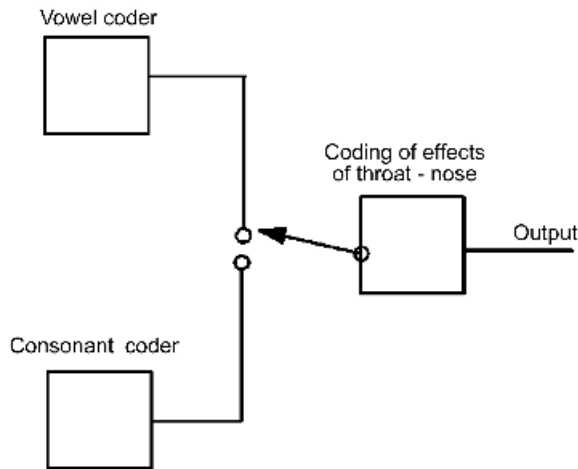 Vowel coder
Coding of effects
of throat - nose
Output
Consonant coder